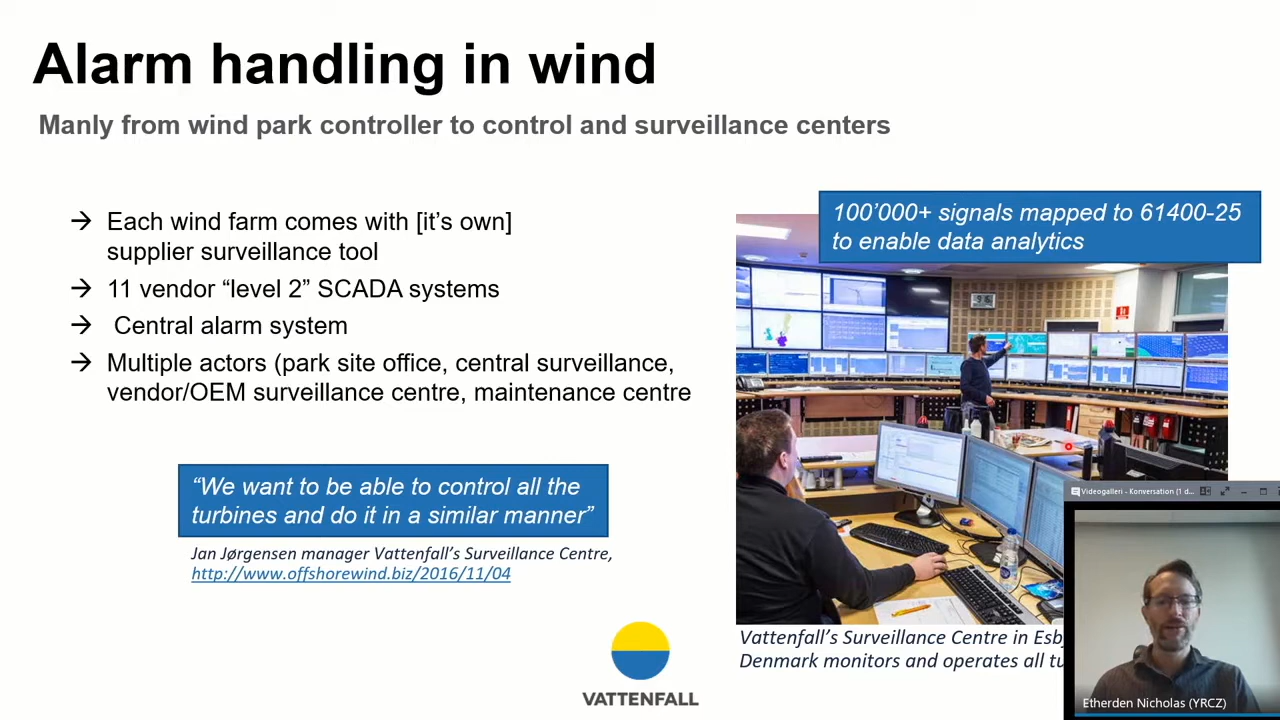 Alarm handling in wind
Manly from wind park controller to control and surveillance centers
→ Each wind farm comes with [it's own]
supplier surveillance tool
→ 11 vendor “level 2” SCADA systems
→ Central alarm system
→ Multiple actors (park site office, central surveillance,
vendor/OEM surveillance centre, maintenance centre
“We want to be able to control all the
turbines and do it in a similar manner”
Jan Jørgensen manager Vattenfall's Surveillance Centre,
http://www.offshorewind.biz/2016/11/04
VATTENFALL
100'000+ signals mapped to 61400-25
to enable data analytics
Vattenfall's Surveillance Centre in
Denmark monitors and operates all
Videogalleri - Konversation (1 d...
Etherden Nicholas (YRCZ)